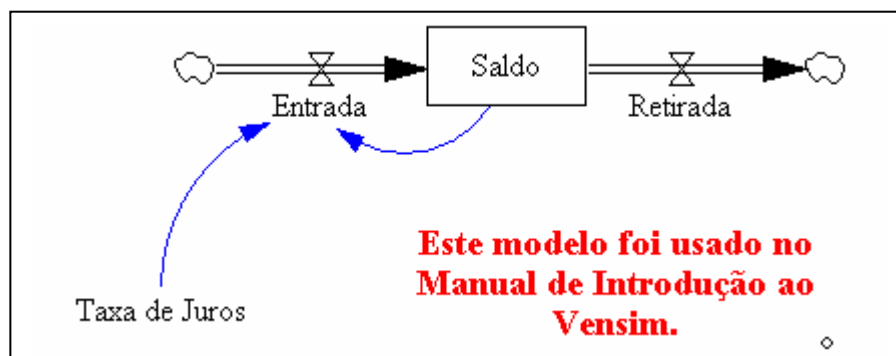 Saldo
Entrada
Retirada
Taxa de Juros
Este modelo foi usado no
Manual de Introdução ao
Vensim.